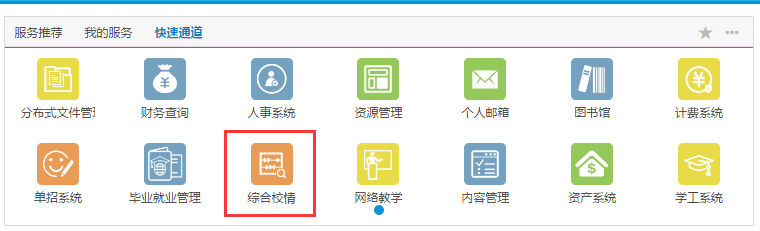 服务推荐 我的服务 快速通道
分布式文件管 财务查询 人事系统 资源管理 个人邮箱 图书馆 计费系统
单招系统 毕业就业管理 综合校情 网络教学 内容管理 资产系统 学工系统